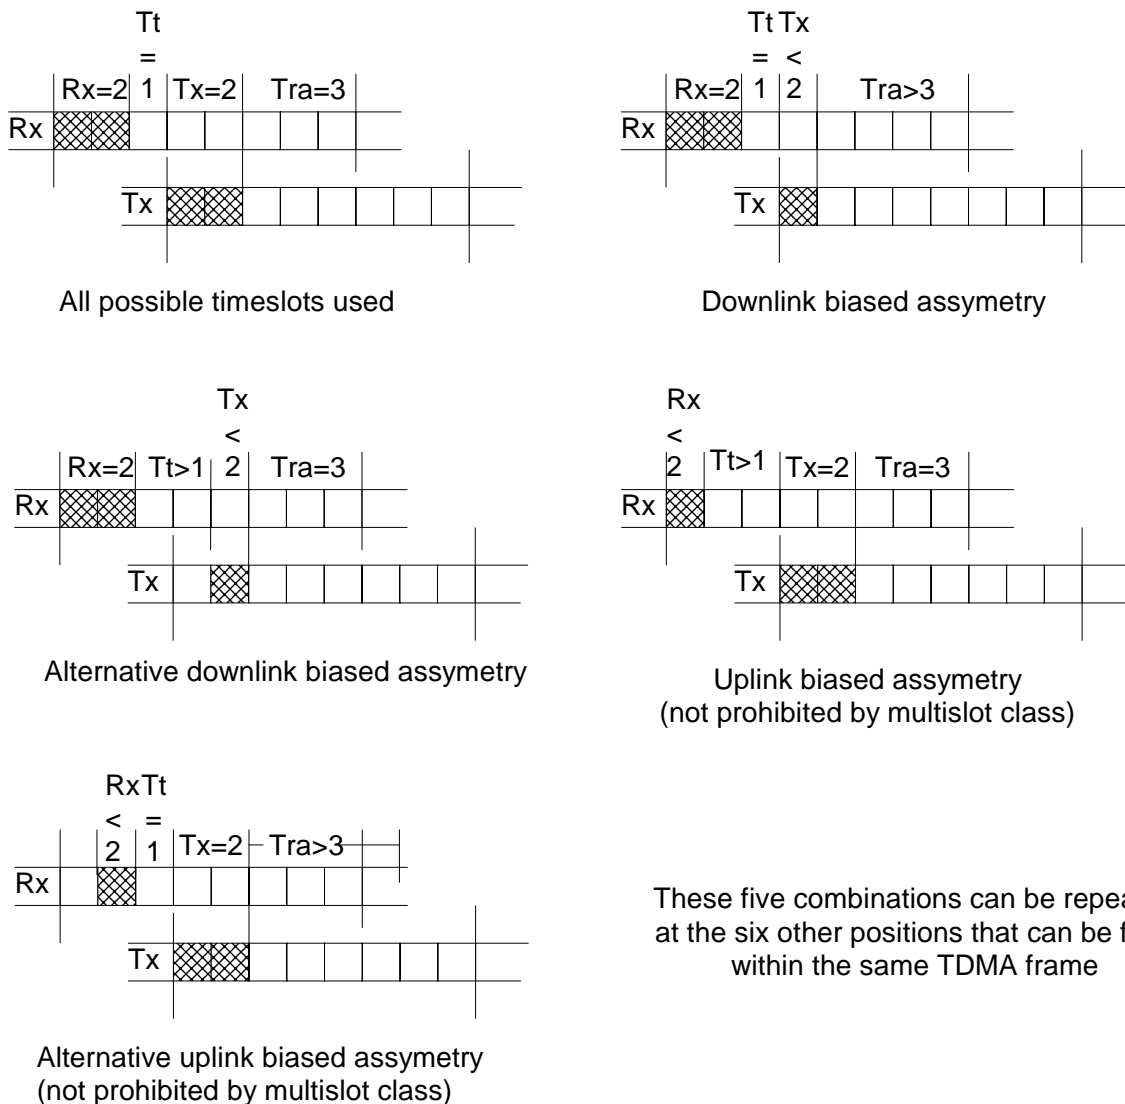 Tt
=
Rx=2 1 Tx=2 Tra=3
Rx
Tx
All possible timeslots used
Tt Tx
= <
Rx=2 1 2 Tra>3
Rx
Tx
Downlink biased assymetry
Tx
<
Rx=2 Tt>1 2 Tra=3
Rx
Tx
Alternative downlink biased assymetry
Rx
<
2 Tt>1 Tx=2 Tra=3
Rx
Tx
Uplink biased assymetry
(not prohibited by multislot class)
RxTt
< =
2 1 Tx=2 Tra>3
Rx
Tx
Alternative uplink biased assymetry
(not prohibited by multislot class)
These five combinations can be
at the six other positions that can be
within the same TDMA frame